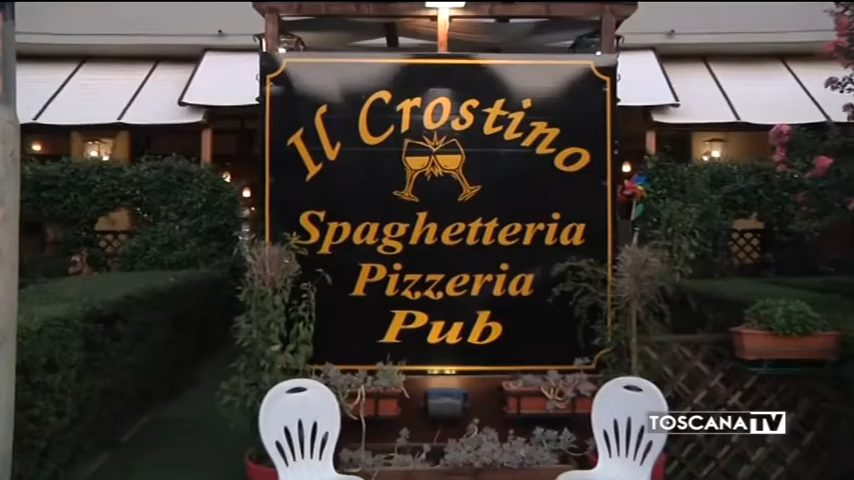 Il Crostino
Spaghetteria
Pizzeria
Pub
TOSCANA TV